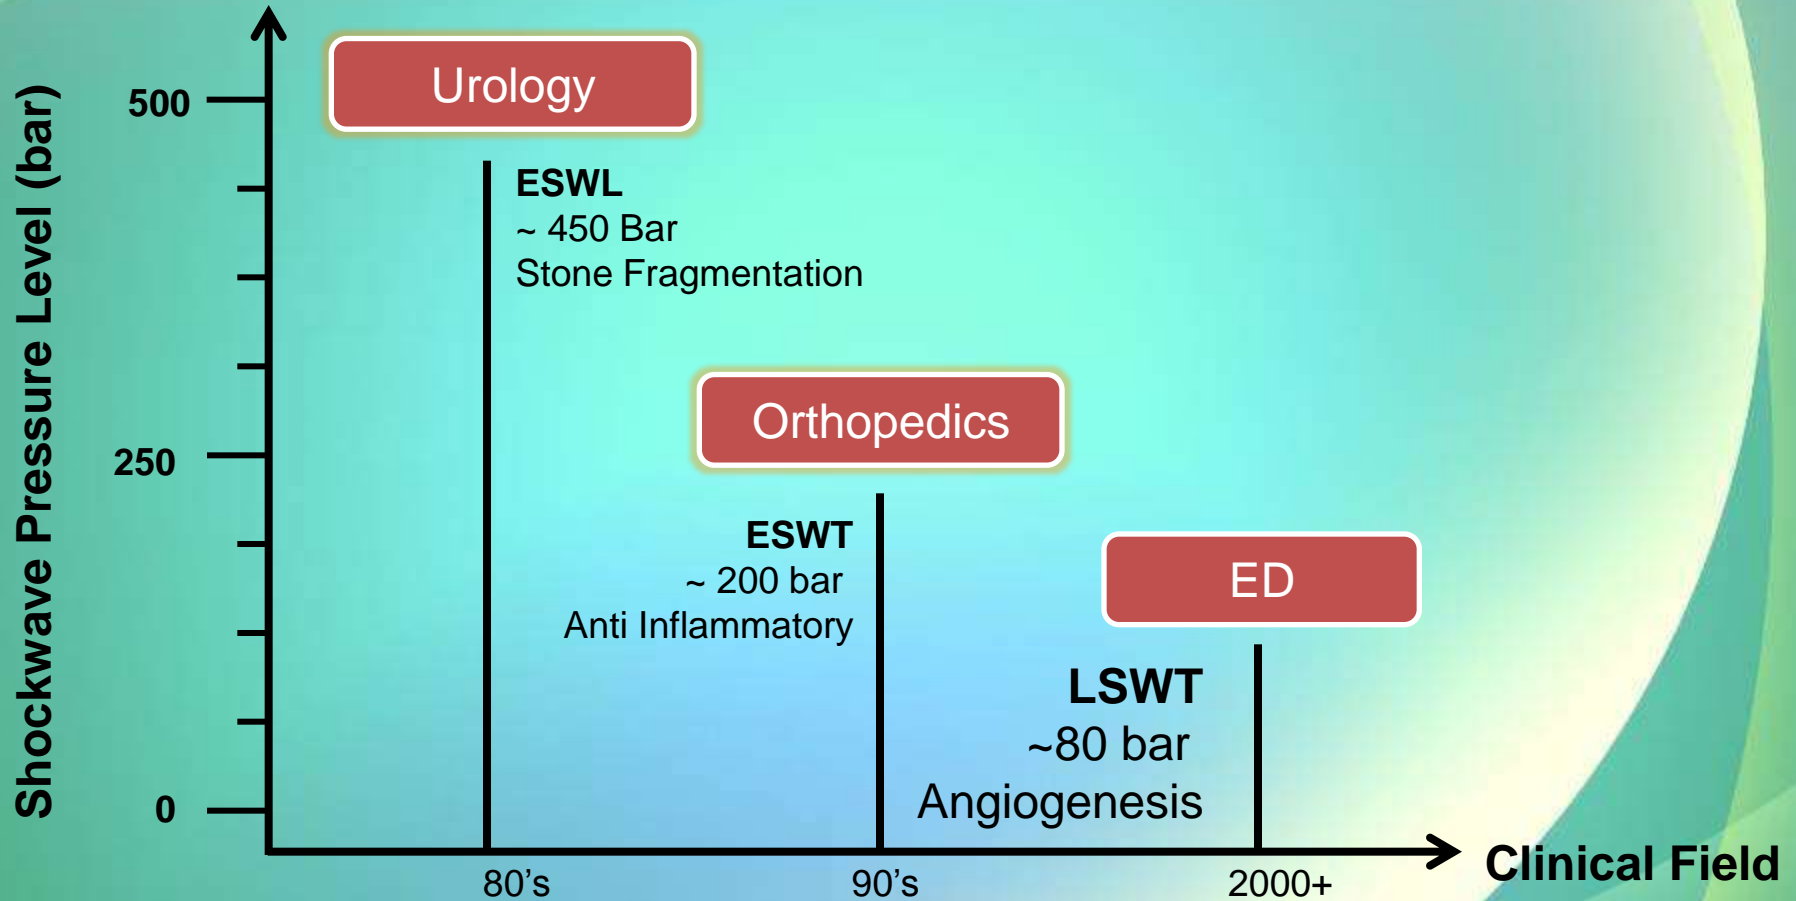 Shockwave Pressure Level (bar)
500
250
0
Urology
ESWL
~ 450 Bar
Stone Fragmentation
Orthopedics
ESWT
~ 200 bar
Anti Inflammatory
ED
LSWT
~80 bar
Angiogenesis
80's
90's
2000+
Clinical Field